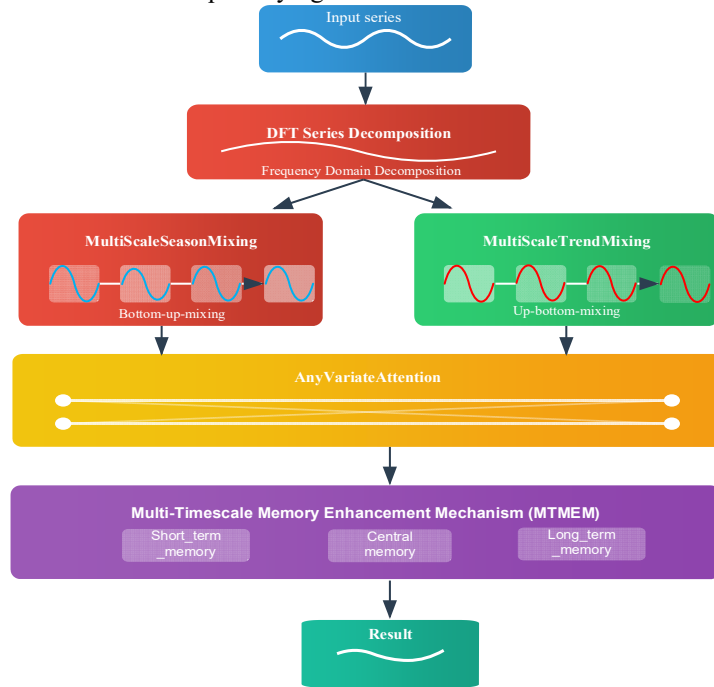 Input series
DFT Series Decomposition
Frequency Domain Decomposition
MultiScaleSeasonMixing
Bottom-up-mixing
MultiScaleTrendMixing
Up-bottom-mixing
AnyVariateAttention
Multi-Timescale Memory Enhancement Mechanism (MTMEM)
Short_term
_memory
Central
memory
Long_term
_memory
Result